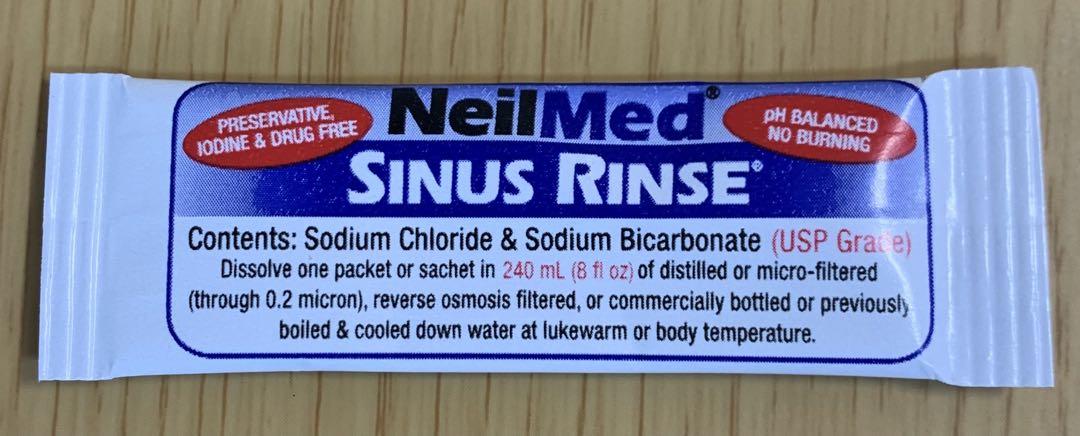 PRESERVATIVE,
IODINE & DRUG FREE
NeilMed®
pH BALANCED
NO BURNING
SINUS RINSE®
Contents: Sodium Chloride & Sodium Bicarbonate (USP Grade)
Dissolve one packet or sachet in 240 mL (8 fl oz) of distilled or micro-filtered
(through 0.2 micron), reverse osmosis filtered, or commercially bottled or previously
boiled & cooled down water at lukewarm or body temperature.